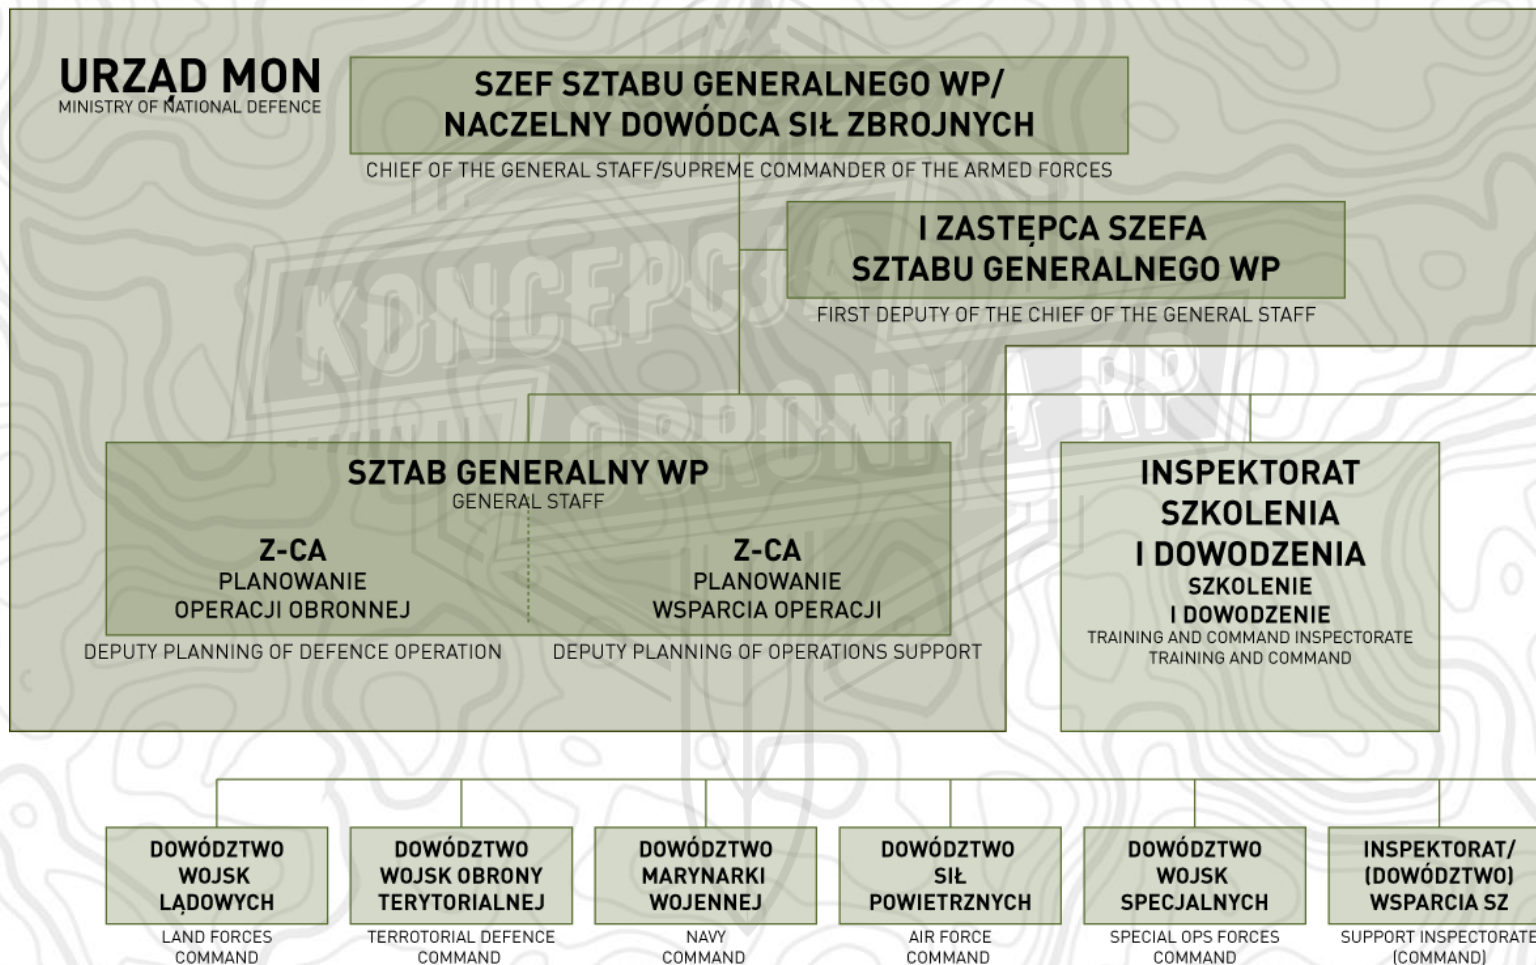 URZĄD MON
MINISTRY OF NATIONAL DEFENCE
SZEF SZTABU GENERALNEGO WP/
NACZELNY DOWÓDCA SIŁ ZBROJNYCH
CHIEF OF THE GENERAL STAFF/SUPREME COMMANDER OF THE ARMED FORCES
I ZASTĘPCA SZEFA
SZTABU GENERALNEGO WP
FIRST DEPUTY OF THE CHIEF OF THE GENERAL STAFF
KONCEPCJA
OBRONNA RP
SZTAB GENERALNY WP
GENERAL STAFF
Z-CA
PLANOWANIE
OPERACJI OBRONNEJ
DEPUTY PLANNING OF DEFENCE OPERATION
Z-CA
PLANOWANIE
WSPARCIA OPERACJI
DEPUTY PLANNING OF OPERATIONS SUPPORT
INSPEKTORAT
SZKOLENIA
I DOWODZENIA
SZKOLENIE
I DOWODZENIE
TRAINING AND COMMAND INSPECTORATE
TRAINING AND COMMAND
DOWÓDZTWO
WOJSK
LĄDOWYCH
LAND FORCES
COMMAND
DOWÓDZTWO
WOJSK OBRONY
TERYTORIALNEJ
TERROTORIAL DEFENCE
COMMAND
DOWÓDZTWO
MARYNARKI
WOJENNEJ
NAVY
COMMAND
DOWÓDZTWO
SIŁ
POWIETRZNYCH
AIR FORCE
COMMAND
DOWÓDZTWO
WOJSK
SPECJALNYCH
SPECIAL OPS FORCES
COMMAND
INSPEKTORAT/
(DOWÓDZTWO)
WSPARCIA SZ
SUPPORT INSPECTORATE
(COMMAND)